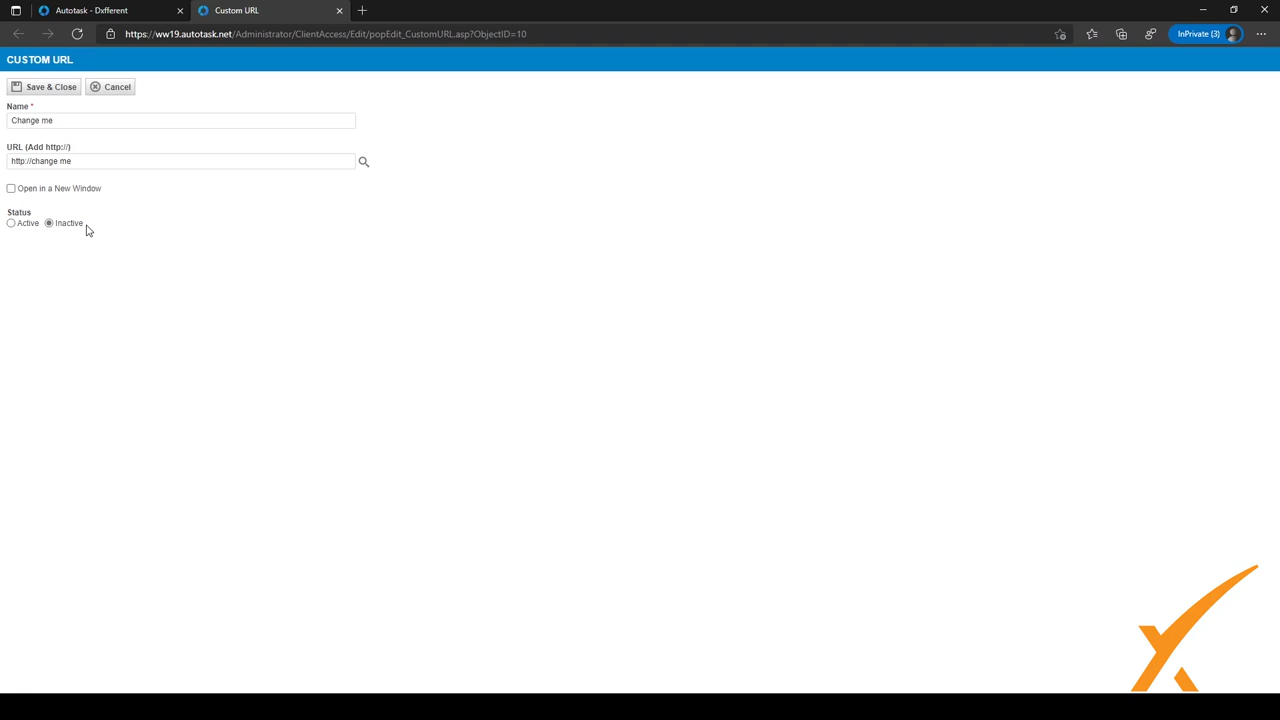 Autotask - Dxfferent
Custom URL
https://ww19.autotask.net/Administrator/ClientAccess/Edit/popEdit_CustomURL.asp?ObjectID=10
InPrivate (3)
CUSTOM URL
Save & Close
Cancel
Name *
Change me
URL (Add http://)
http://change me
Open in a New Window
Status
Active
Inactive